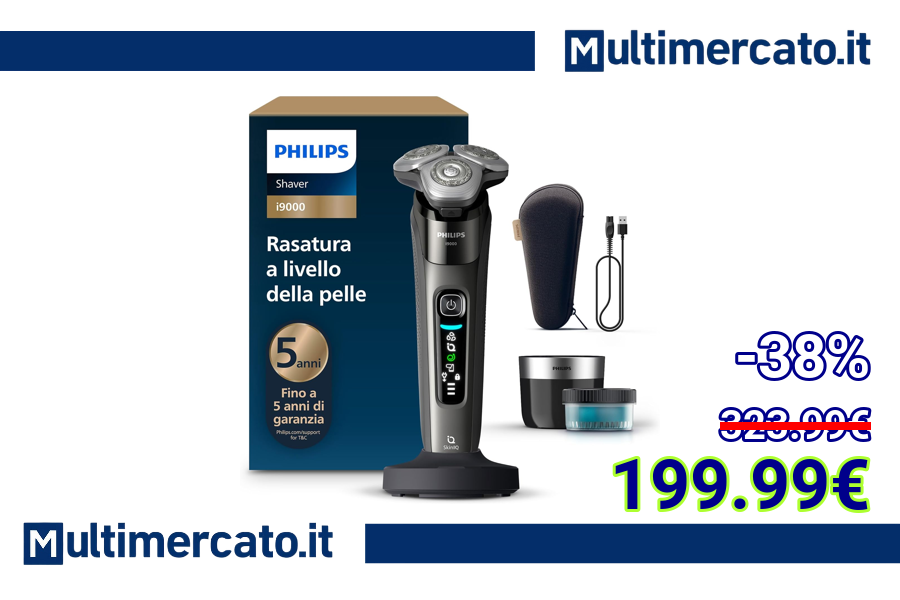 Multimercato.it
PHILIPS
Shaver
i9000
Rasatura
a livello
della pelle
5 anni
Fino a
5 anni di
garanzia
Philips.com/support
for T&C
PHILIPS
i9000
SkinIQ
PHILIPS
-38%
323.99€
199.99€
Multimercato.it